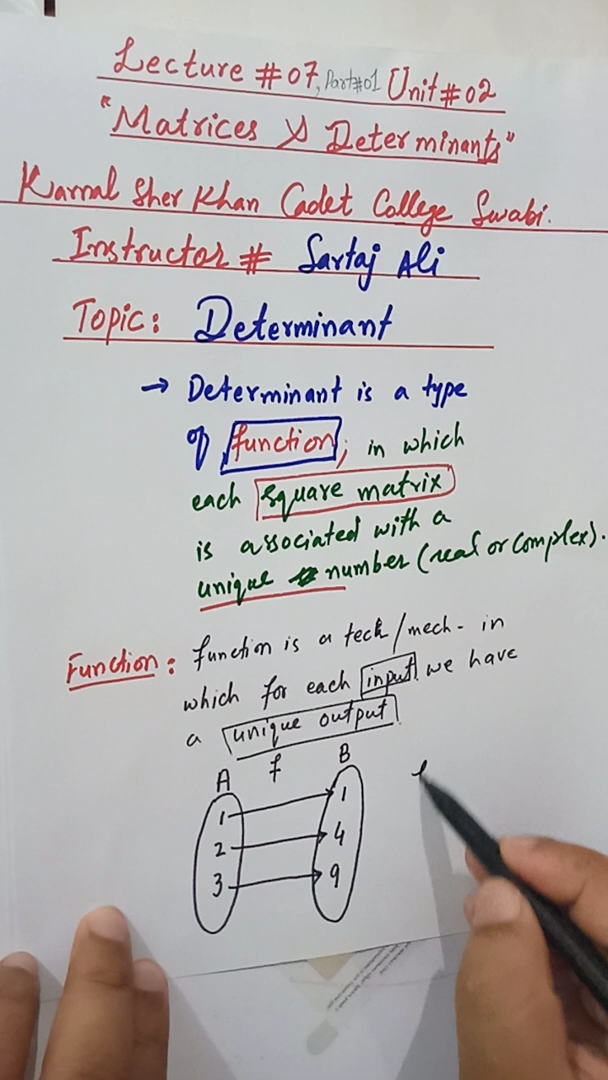 Lecture #07, Part#01 Unit#02
"Matrices & Determinants"
Karnal Sher Khan Cadet College Swabi.
Instructor # Sartaj Ali
Topic: Determinant
→ Determinant is a type
of function, in which
each square matrix
is associated with a
unique number (real or complex).
Function: function is a tech/mech- in
which for each input we have
a unique output
A f B
1 1
2 4
3 9